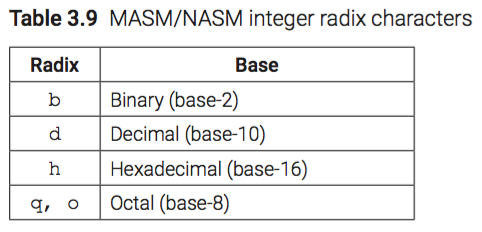 Table 3.9 MASM/NASM integer radix characters
Radix Base
b Binary (base-2)
d Decimal (base-10)
h Hexadecimal (base-16)
q, o Octal (base-8)